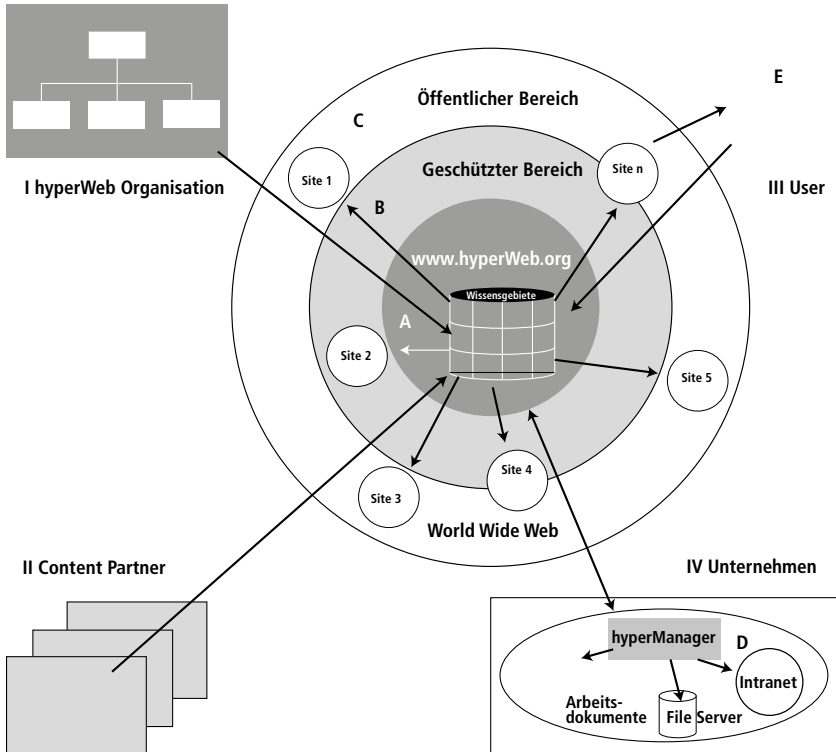 E
Öffentlicher Bereich
C
Geschützter Bereich
Site n
Site 1
I hyperWeb Organisation
III User
B
www.hyperWeb.org
Wissensgebiete
A
Site 2
Site 5
Site 4
Site 3
World Wide Web
II Content Partner
IV Unternehmen
hyperManager
D
Intranet
Arbeits-
dokumente
File Server